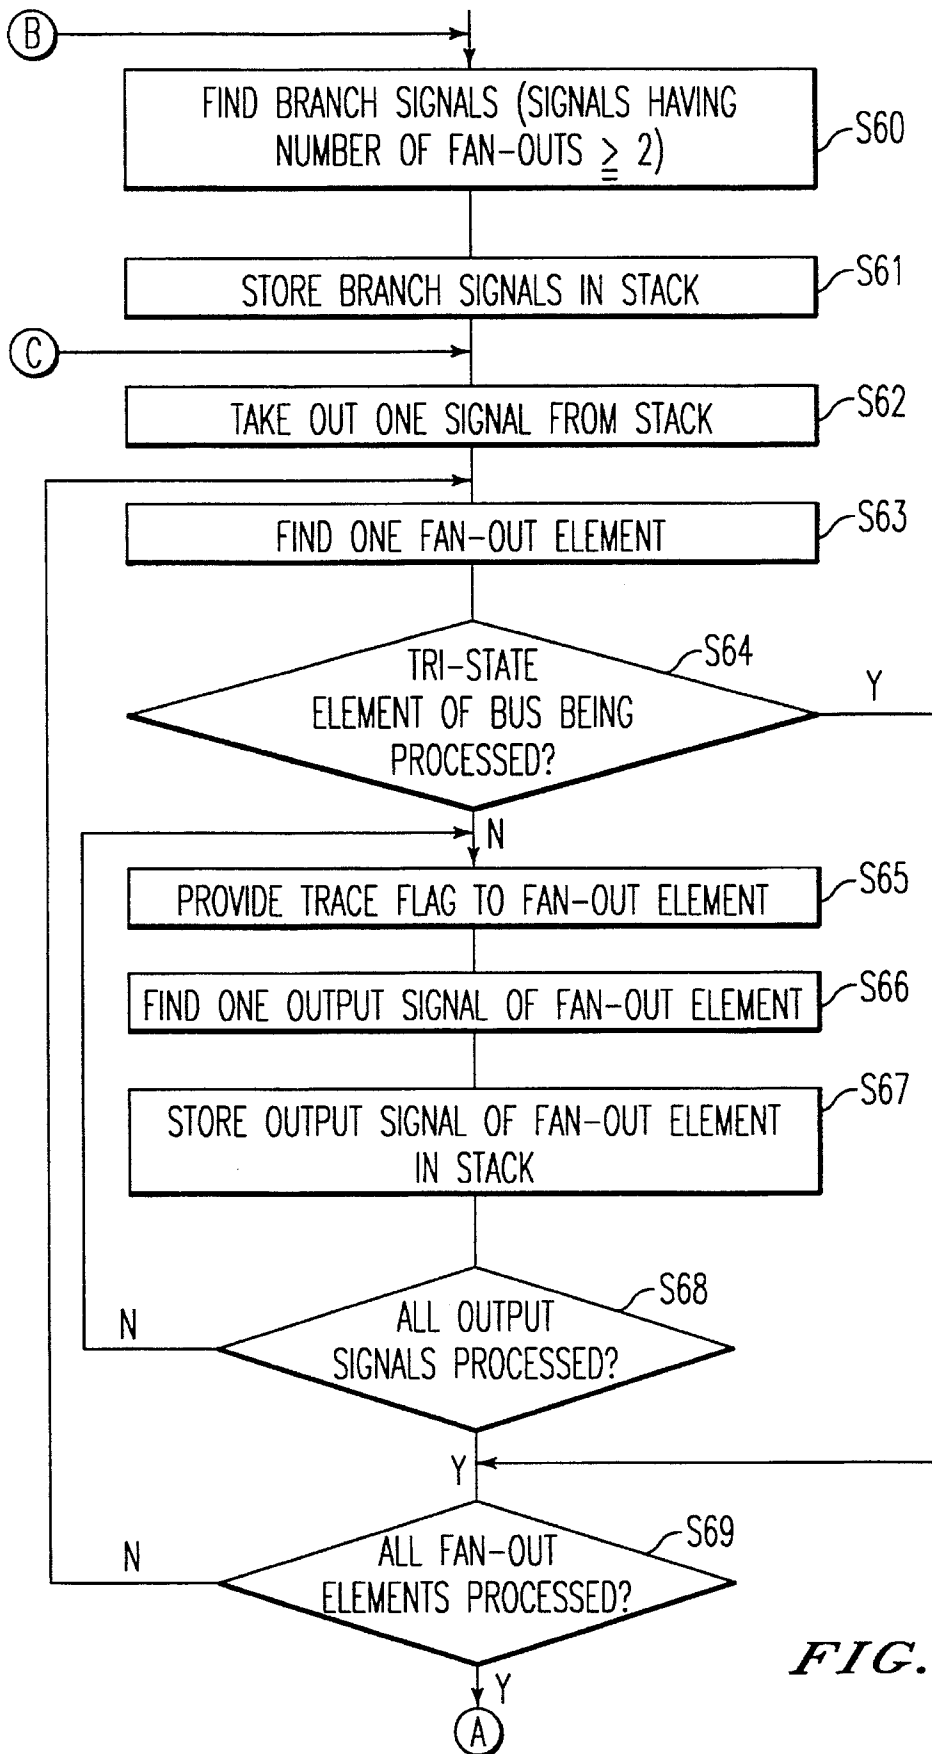 B
FIND BRANCH SIGNALS (SIGNALS HAVING
NUMBER OF FAN-OUTS ≧ 2)
S60
STORE BRANCH SIGNALS IN STACK
S61
C
TAKE OUT ONE SIGNAL FROM STACK
S62
FIND ONE FAN-OUT ELEMENT
S63
TRI-STATE
ELEMENT OF BUS BEING
PROCESSED?
S64
Y
N
PROVIDE TRACE FLAG TO FAN-OUT ELEMENT
S65
FIND ONE OUTPUT SIGNAL OF FAN-OUT ELEMENT
S66
STORE OUTPUT SIGNAL OF FAN-OUT ELEMENT
IN STACK
S67
ALL OUTPUT
SIGNALS PROCESSED?
S68
N
Y
ALL FAN-OUT
ELEMENTS PROCESSED?
S69
N
Y
A
FIG.